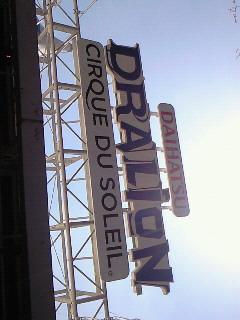 DAIHATSU
DRALION
CIRQUE DU SOLEIL®